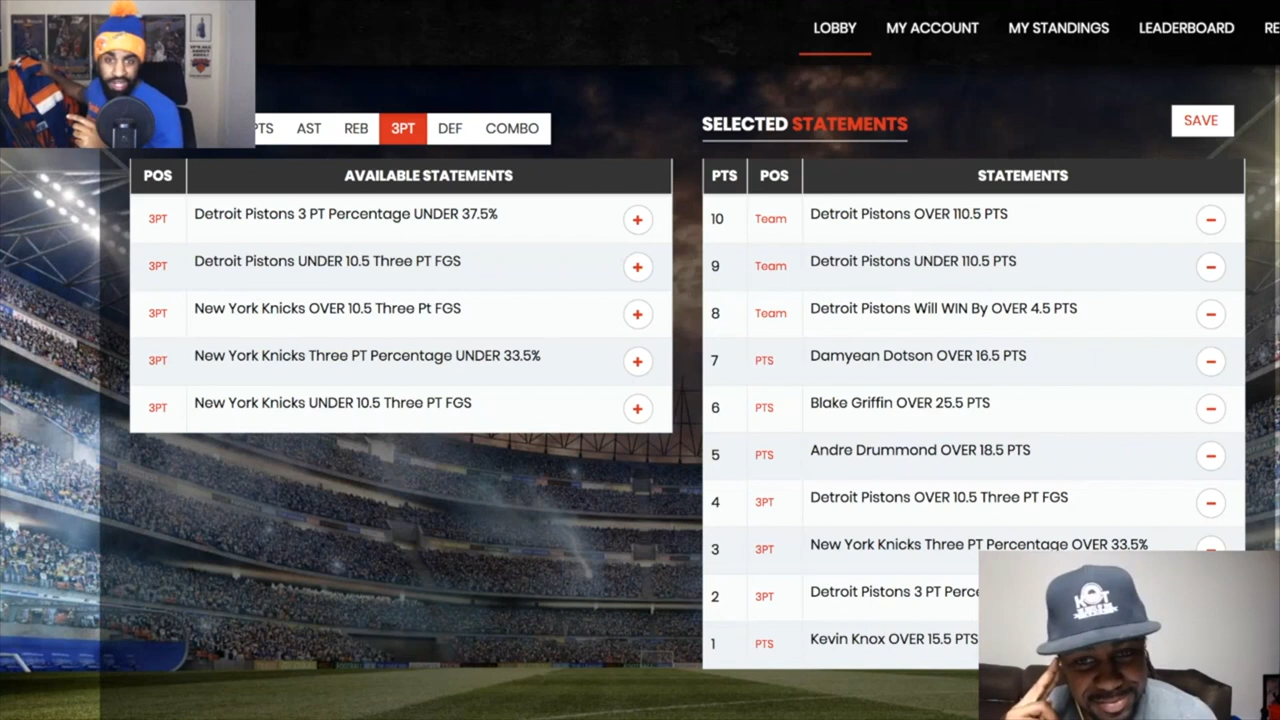 LOBBY MY ACCOUNT MY STANDINGS LEADERBOARD
AST REB 3PT DEF COMBO
SELECTED STATEMENTS
SAVE
POS AVAILABLE STATEMENTS
3PT Detroit Pistons 3 PT Percentage UNDER 37.5% +
3PT Detroit Pistons UNDER 10.5 Three PT FGS +
3PT New York Knicks OVER 10.5 Three Pt FGS +
3PT New York Knicks Three PT Percentage UNDER 33.5% +
3PT New York Knicks UNDER 10.5 Three PT FGS +
PTS POS STATEMENTS
10 Team Detroit Pistons OVER 110.5 PTS −
9 Team Detroit Pistons UNDER 110.5 PTS −
8 Team Detroit Pistons Will WIN By OVER 4.5 PTS −
7 PTS Damyean Dotson OVER 16.5 PTS −
6 PTS Blake Griffin OVER 25.5 PTS −
5 PTS Andre Drummond OVER 18.5 PTS −
4 3PT Detroit Pistons OVER 10.5 Three PT FGS −
3 3PT New York Knicks Three PT Percentage OVER 33.5% −
2 3PT Detroit Pistons 3 PT
1 PTS Kevin Knox OVER 15.5 PTS
KOT